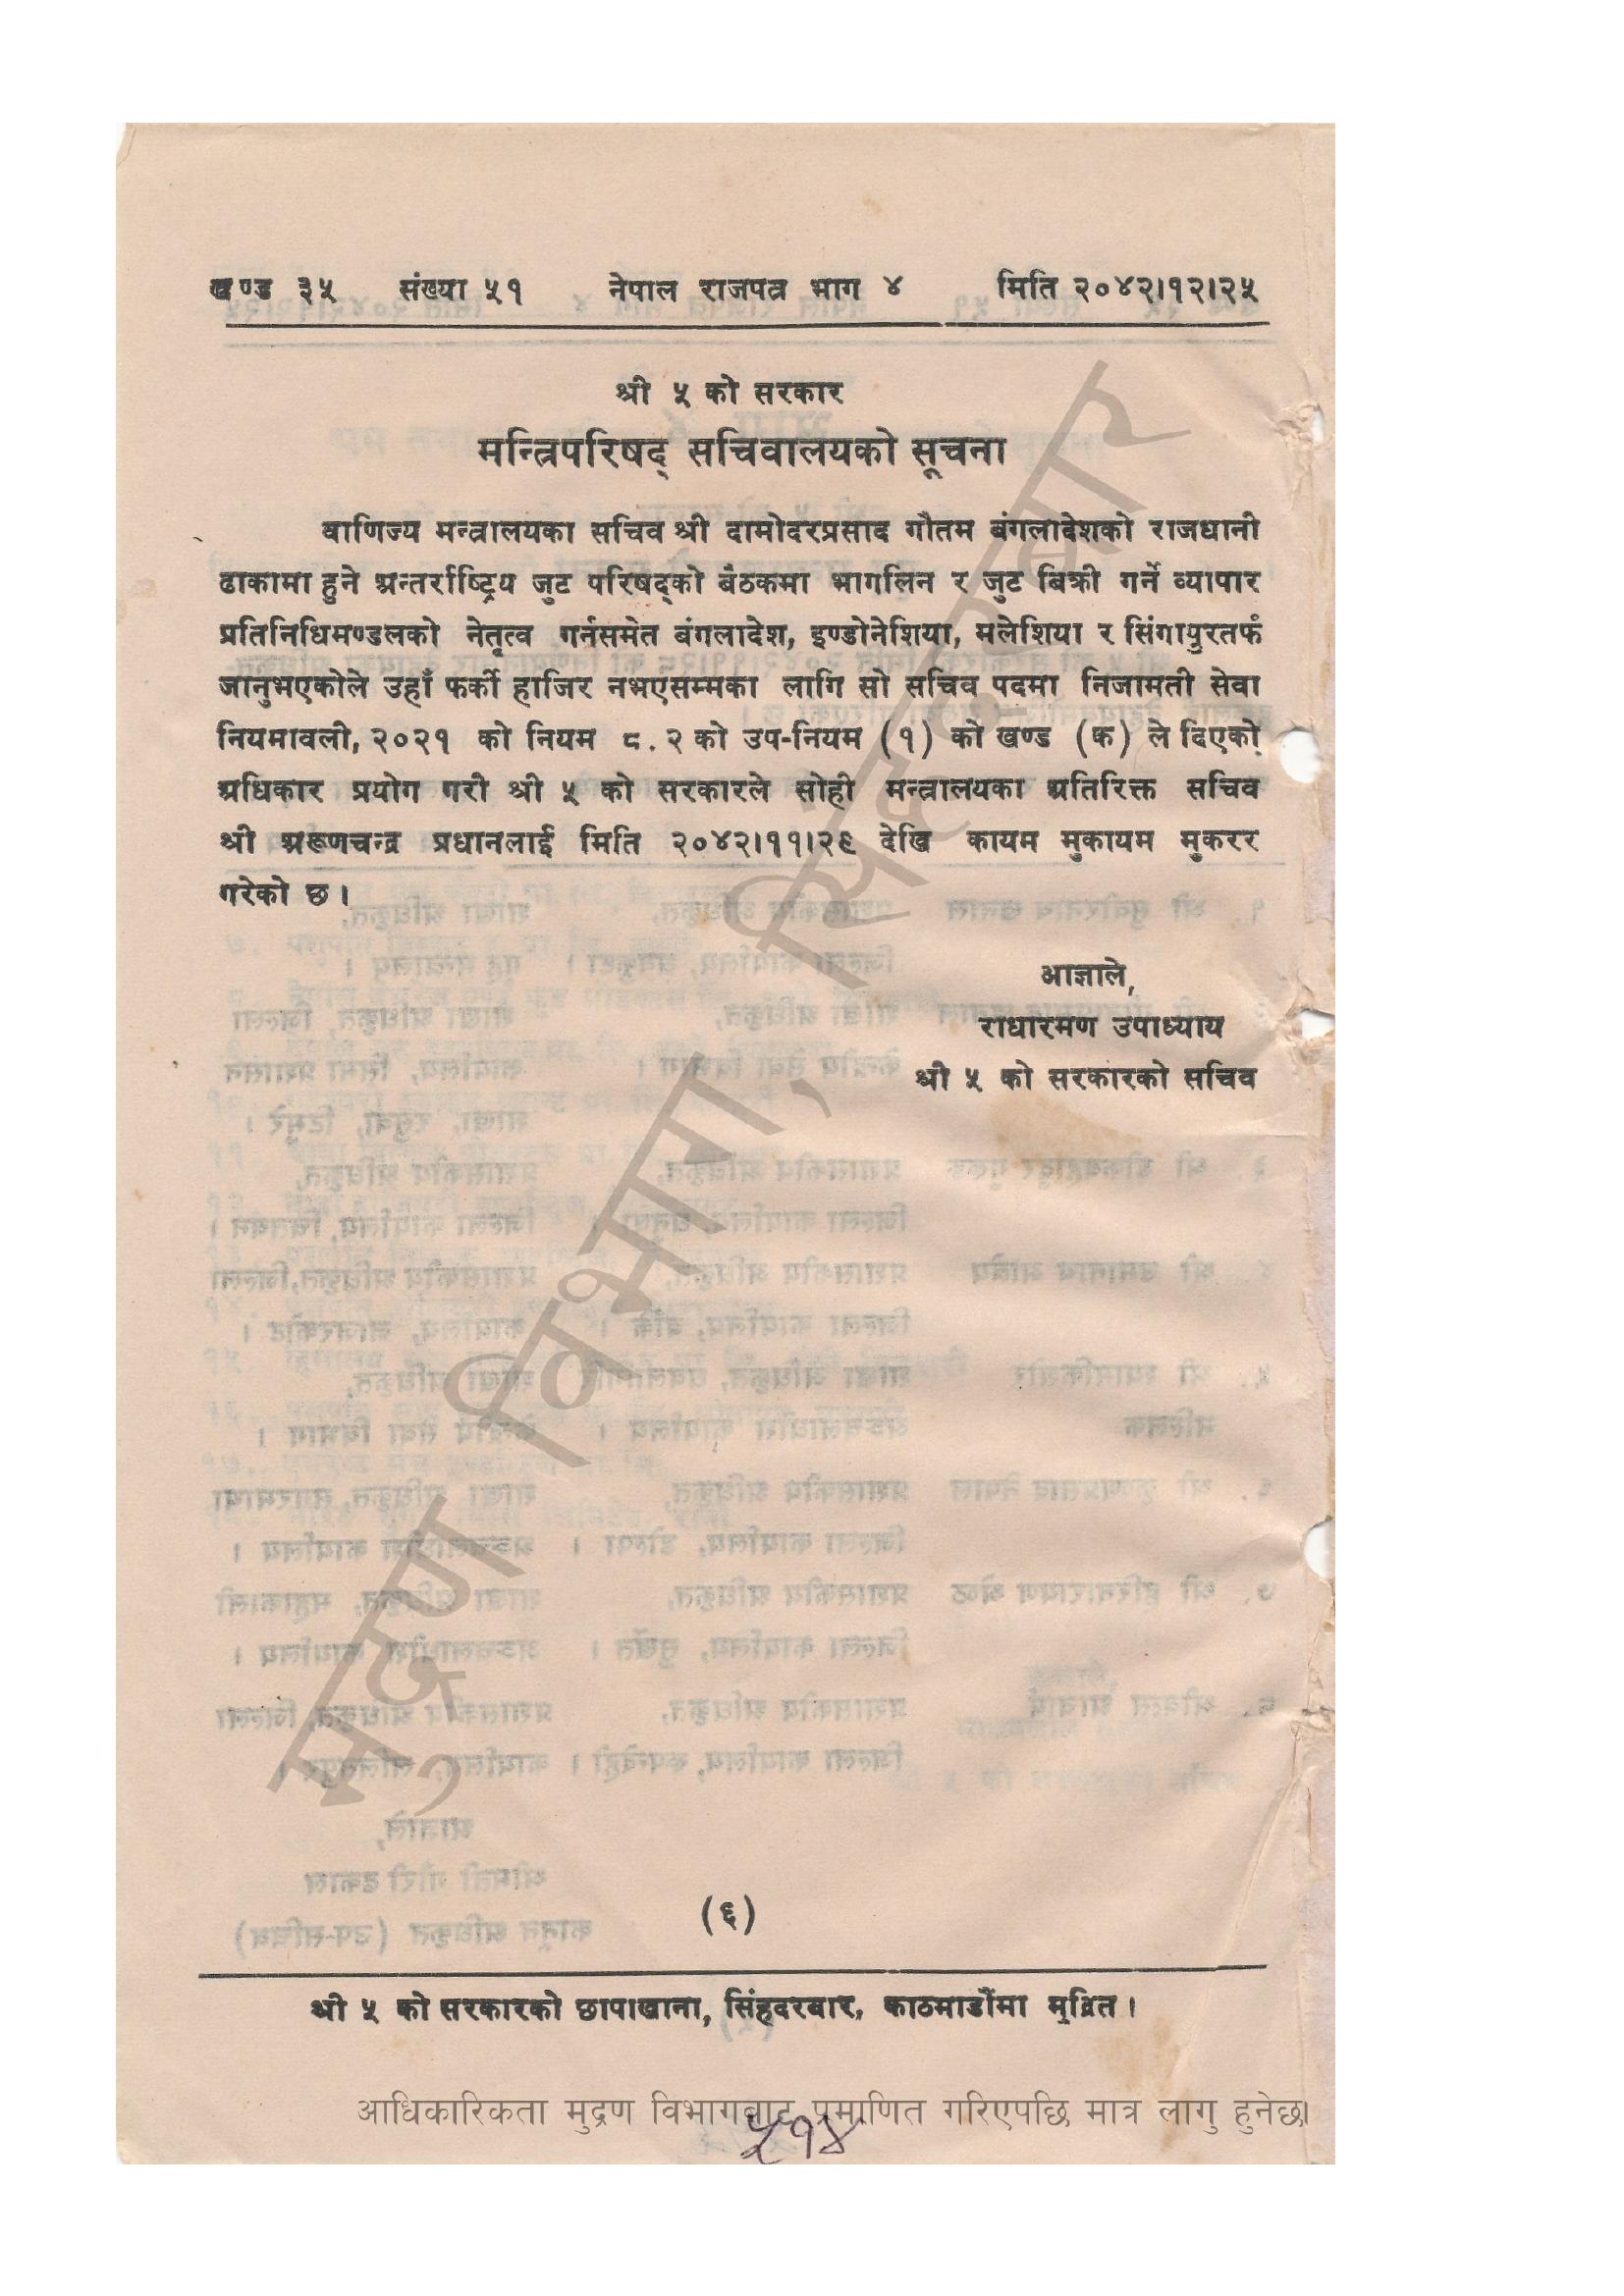 खण्ड ३५ संख्या ५१ नेपाल राजपत्र भाग ४ मिति २०४२।१२।२५
श्री ५ को सरकार
मन्त्रिपरिषद् सचिवालयको सूचना
वाणिज्य मन्त्रालयका सचिव श्री दामोदरप्रसाद गौतम बंगलादेशको राजधानी
ढाकामा हुने अन्तर्राष्ट्रिय जुट परिषद्को बैठकमा भागलिन र जुट बिक्री गर्ने व्यापार
प्रतिनिधिमण्डलको नेतृत्व गर्नसमेत बंगलादेश, इण्डोनेशिया, मलेशिया र सिंगापुरतर्फ
जानुभएकोले उहाँ फर्की हाजिर नभएसम्मका लागि सो सचिव पदमा निजामती सेवा
नियमावली, २०२१ को नियम ८.२ को उप-नियम (१) को खण्ड (क) ले दिएको
अधिकार प्रयोग गरी श्री ५ को सरकारले सोही मन्त्रालयका अतिरिक्त सचिव
श्री अरूणचन्द्र प्रधानलाई मिति २०४२।११।२९ देखि कायम मुकायम मुकरर
गरेको छ।
आज्ञाले,
राधारमण उपाध्याय
श्री ५ को सरकारको सचिव
मुद्रण विभाग, सिंहदरबार
(६)
श्री ५ को सरकारको छापाखाना, सिंहदरबार, काठमाडौंमा मुद्रित।
आधिकारिकता मुद्रण विभागबाट प्रमाणित गरिएपछि मात्र लागु हुनेछ।
५१४